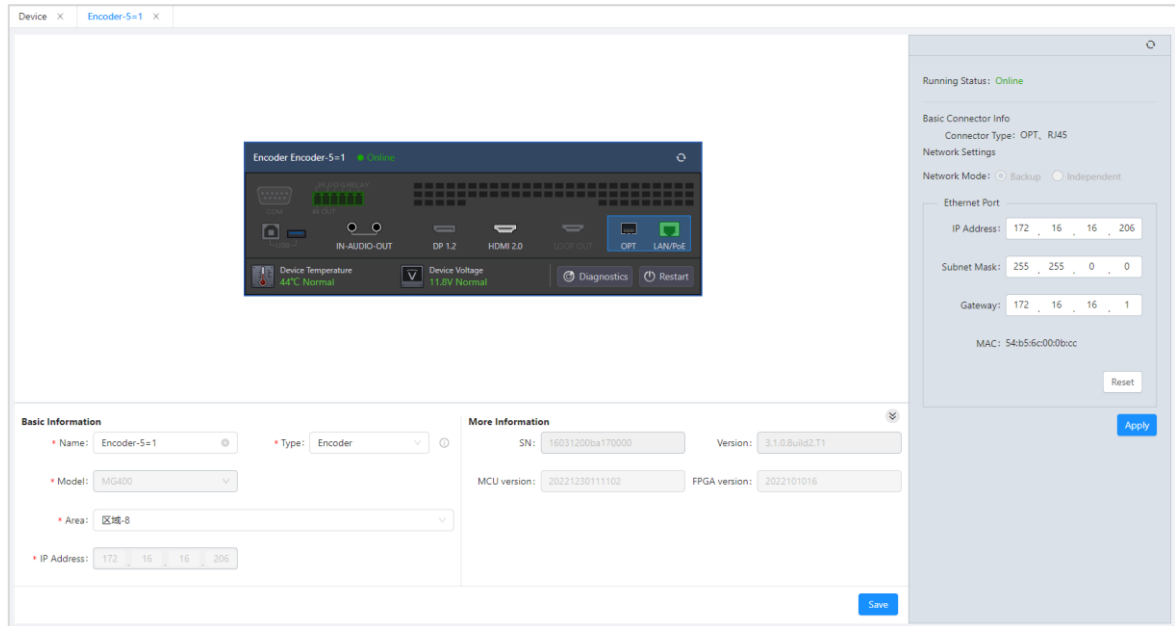 Device ×
Encoder-5=1 ×
Encoder Encoder-5=1 Online
COM
IR OUT
IN-AUDIO-OUT
DP 1.2
HDMI 2.0
LOOP OUT
OPT
LAN/PoE
Device Temperature
44℃ Normal
Device Voltage
11.8V Normal
Diagnostics
Restart
Basic Information
* Name: Encoder-5=1
* Type: Encoder
* Model: MG400
* Area: 区域-8
* IP Address: 172 . 16 . 16 . 206
More Information
SN: 16031200ba170000
Version: 3.1.0.Build2.T1
MCU version: 20221230111102
FPGA version: 2022101016
Save
Running Status: Online
Basic Connector Info
Connector Type: OPT、RJ45
Network Settings
Network Mode: Backup Independent
Ethernet Port
IP Address: 172 . 16 . 16 . 206
Subnet Mask: 255 . 255 . 0 . 0
Gateway: 172 . 16 . 16 . 1
MAC: 54:b5:6c:00:0b:cc
Reset
Apply